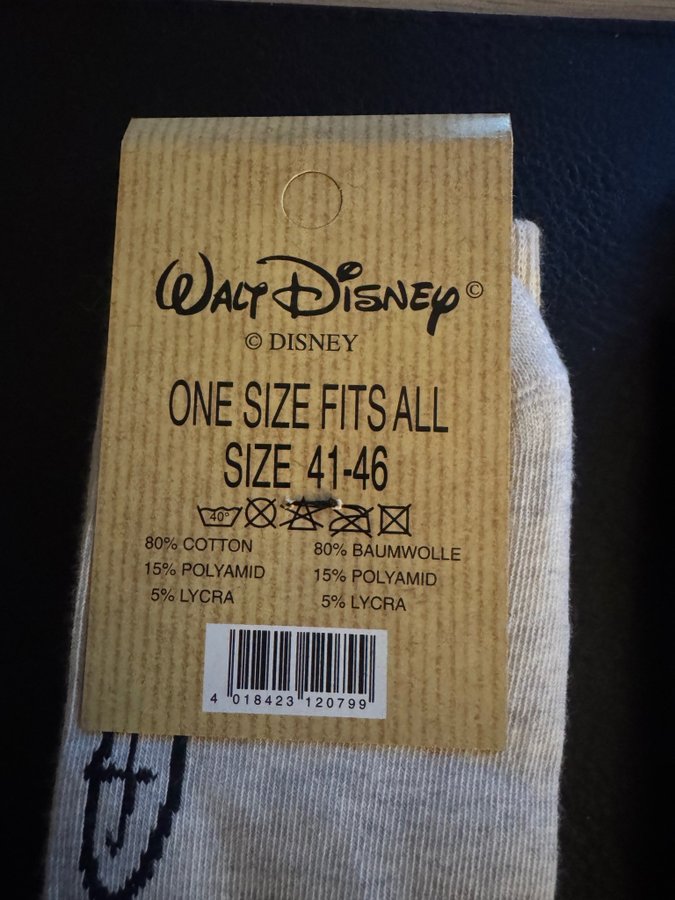 WALT DISNEY ©
© DISNEY
ONE SIZE FITS ALL
SIZE 41-46
40°
80% COTTON 80% BAUMWOLLE
15% POLYAMID 15% POLYAMID
5% LYCRA 5% LYCRA
4 018423 120799